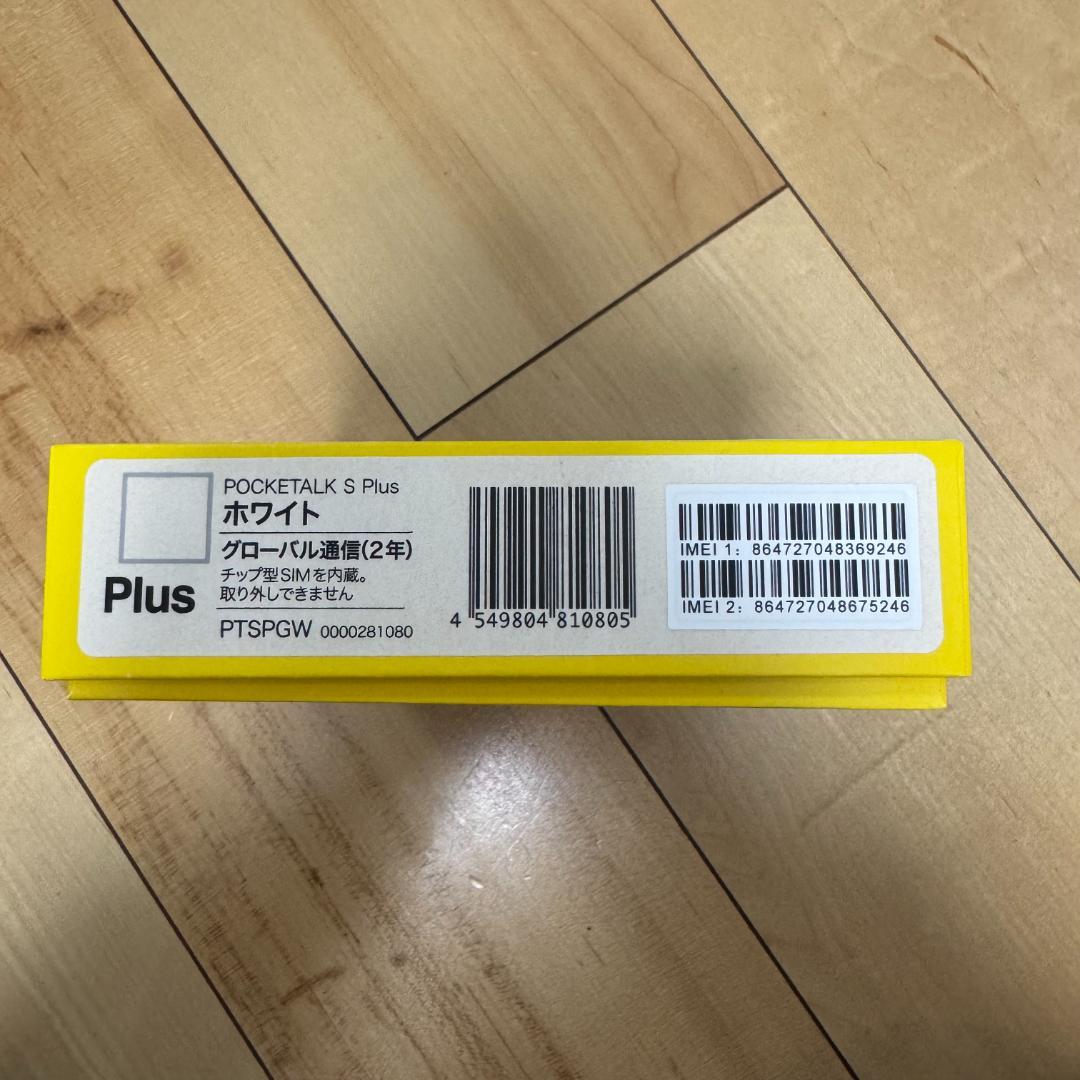 POCKETALK S Plus
ホワイト
グローバル通信(2年)
チップ型SIMを内蔵。
取り外しできません
Plus
PTSPGW 0000281080
4 549804 810805
IMEI 1: 864727048369246
IMEI 2: 864727048675246